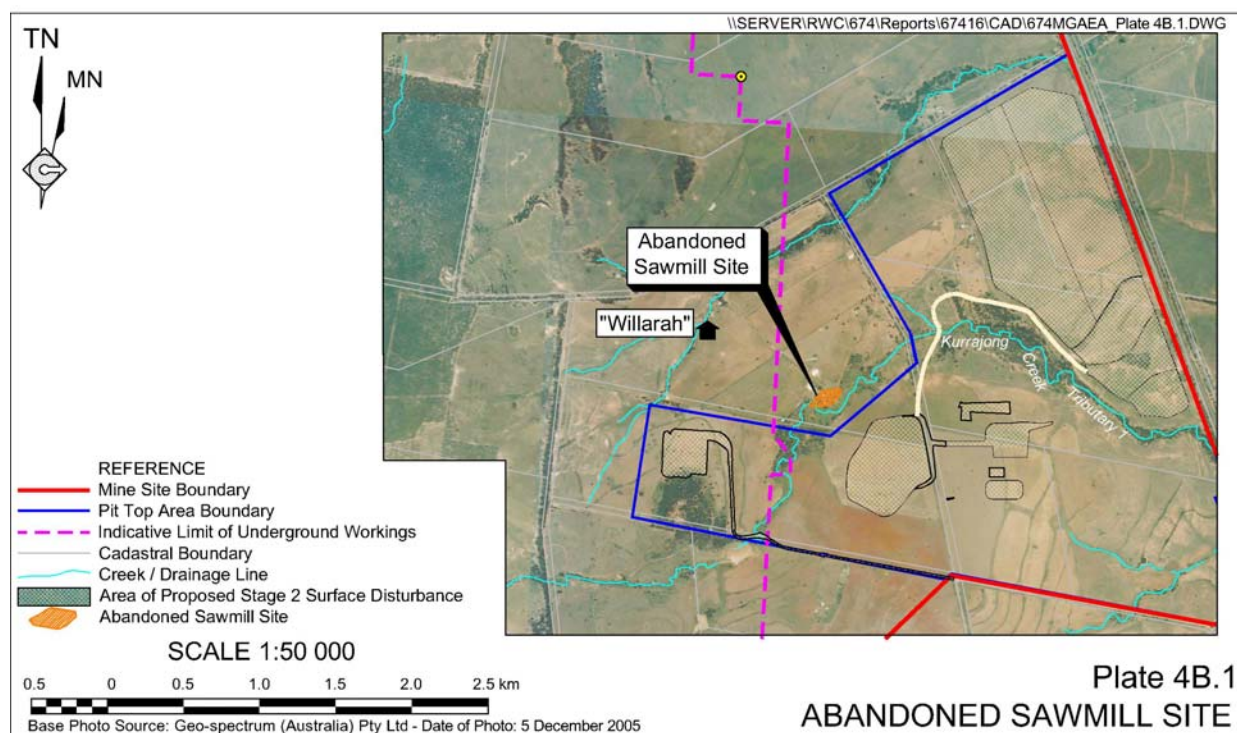 \\SERVER\RWC\674\Reports\67416\CAD\674MGAEA_Plate 4B.1.DWG
TN
MN
Abandoned
Sawmill Site
"Willarah"
Kurrajong
Creek
Tributary 1
REFERENCE
Mine Site Boundary
Pit Top Area Boundary
Indicative Limit of Underground Workings
Cadastral Boundary
Creek / Drainage Line
Area of Proposed Stage 2 Surface Disturbance
Abandoned Sawmill Site
SCALE 1:50 000
0.5 0 0.5 1.0 1.5 2.0 2.5 km
Base Photo Source: Geo-spectrum (Australia) Pty Ltd - Date of Photo: 5 December 2005
Plate 4B.1
ABANDONED SAWMILL SITE